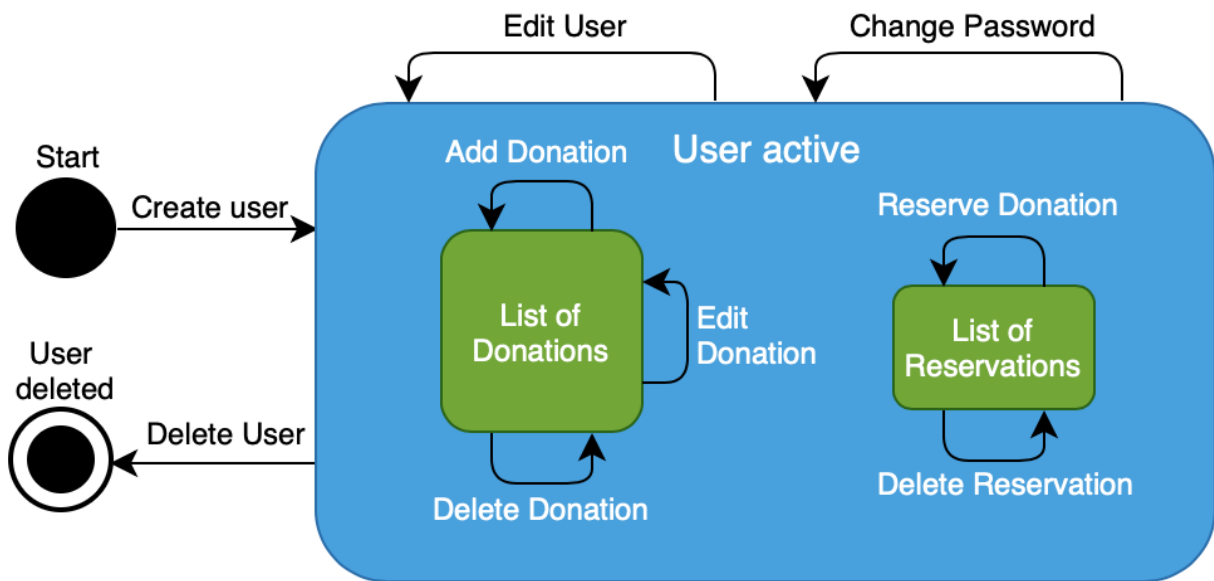 Edit User
Change Password
Start
Create user
User active
Add Donation
List of
Donations
Edit
Donation
Delete Donation
Reserve Donation
List of
Reservations
Delete Reservation
User
deleted
Delete User